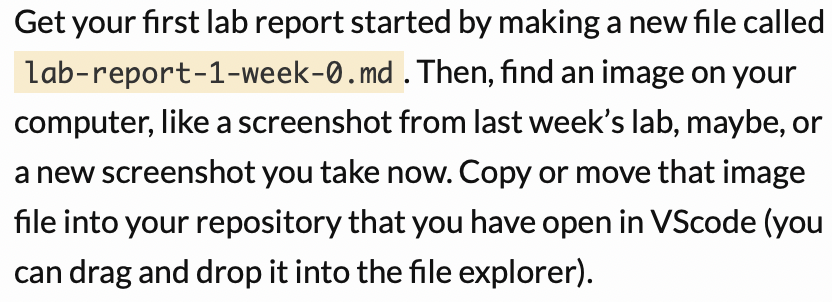 Get your first lab report started by making a new file called
lab-report-1-week-0.md. Then, find an image on your
computer, like a screenshot from last week’s lab, maybe, or
a new screenshot you take now. Copy or move that image
file into your repository that you have open in VScode (you
can drag and drop it into the file explorer).